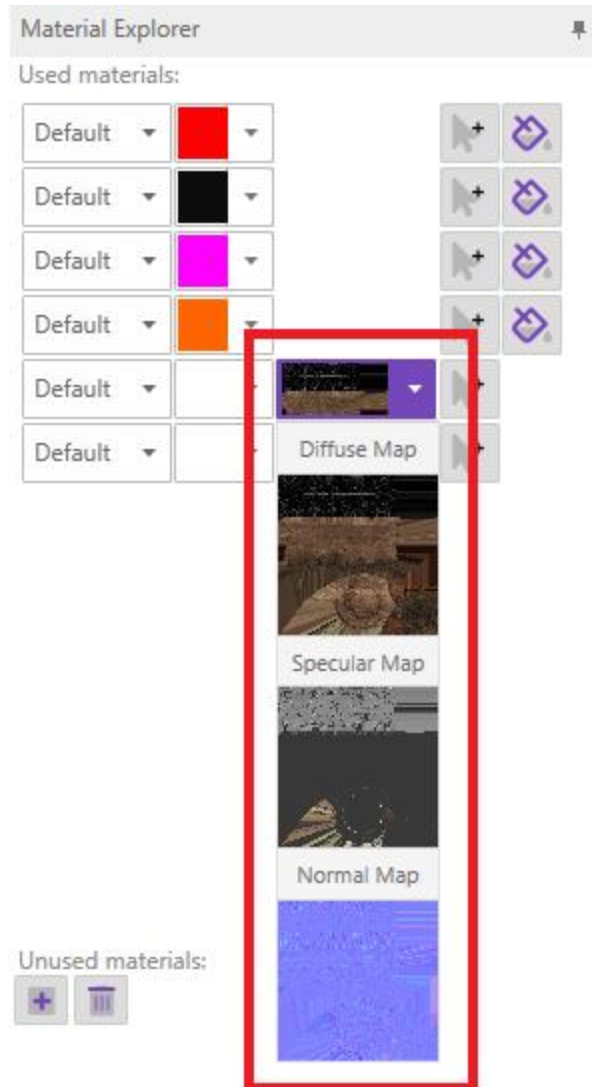 Material Explorer
Used materials:
Default
Default
Default
Default
Default
Default
Diffuse Map
Specular Map
Normal Map
Unused materials: